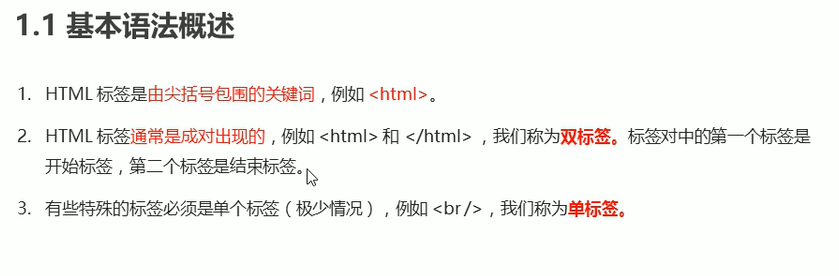 1.1 基本语法概述
1. HTML 标签是由尖括号包围的关键词，例如 <html>。
2. HTML 标签通常是成对出现的，例如 <html> 和 </html> ，我们称为双标签。标签对中的第一个标签是
开始标签，第二个标签是结束标签。
3. 有些特殊的标签必须是单个标签（极少情况），例如 <br />，我们称为单标签。